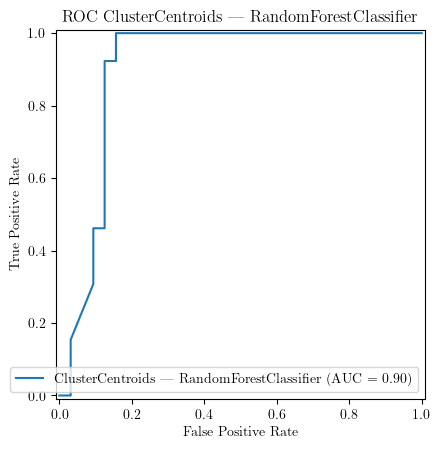 ROC ClusterCentroids — RandomForestClassifier
1.0
0.8
0.6
0.4
0.2
0.0
True Positive Rate
ClusterCentroids — RandomForestClassifier (AUC = 0.90)
0.0 0.2 0.4 0.6 0.8 1.0
False Positive Rate